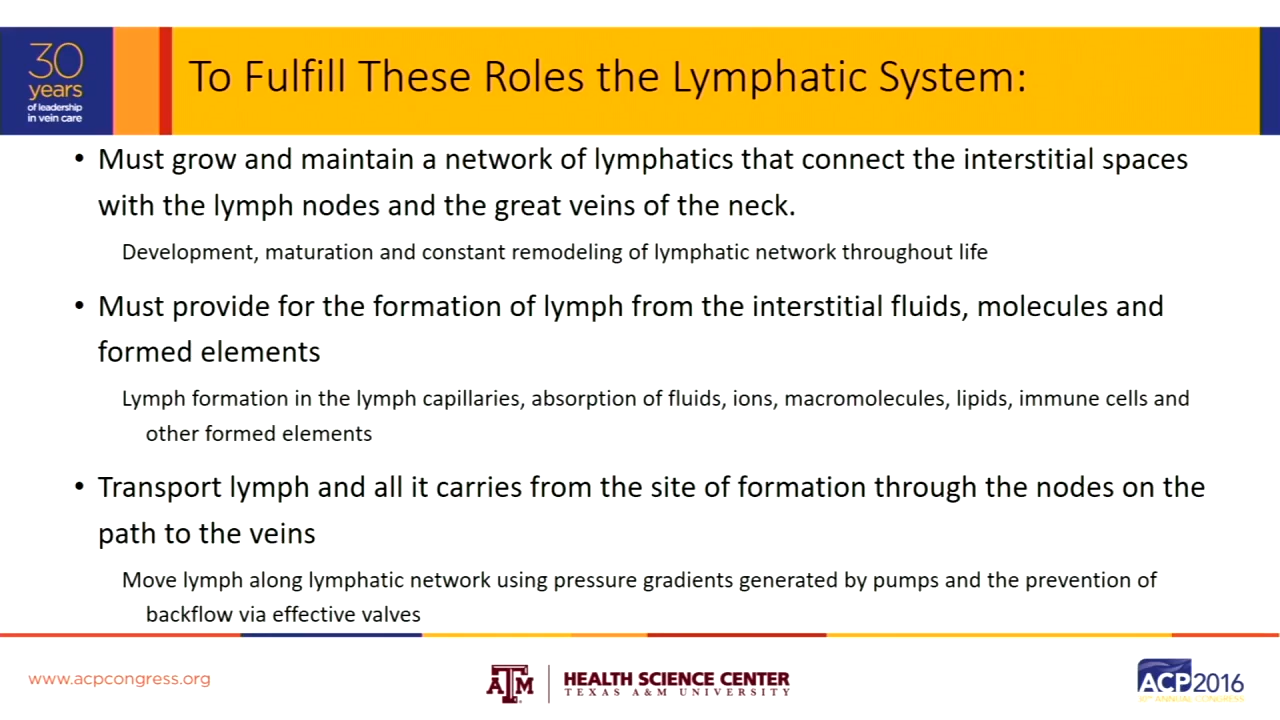 30
years
of leadership
in vein care
To Fulfill These Roles the Lymphatic System:
• Must grow and maintain a network of lymphatics that connect the interstitial spaces
with the lymph nodes and the great veins of the neck.
Development, maturation and constant remodeling of lymphatic network throughout life
• Must provide for the formation of lymph from the interstitial fluids, molecules and
formed elements
Lymph formation in the lymph capillaries, absorption of fluids, ions, macromolecules, lipids, immune cells and
other formed elements
• Transport lymph and all it carries from the site of formation through the nodes on the
path to the veins
Move lymph along lymphatic network using pressure gradients generated by pumps and the prevention of
backflow via effective valves
www.acpcongress.org
ATM
HEALTH SCIENCE CENTER
TEXAS A&M UNIVERSITY
ACP2016
30TH ANNUAL CONGRESS